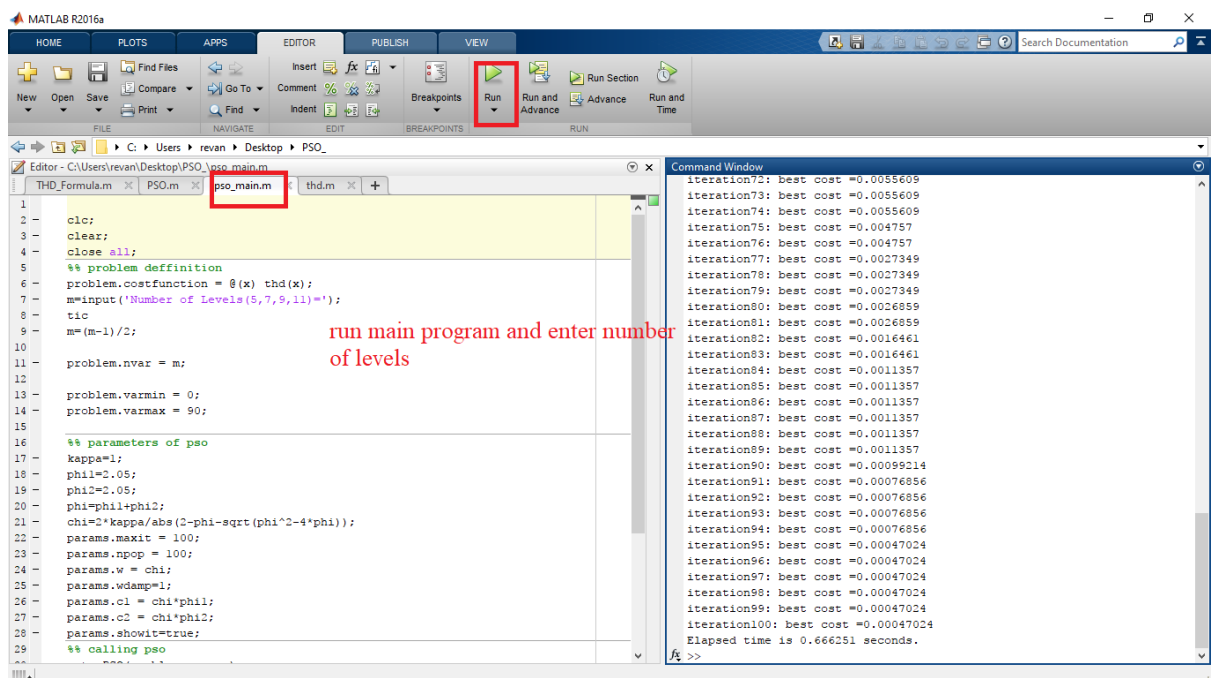 MATLAB R2016a
HOME PLOTS APPS EDITOR PUBLISH VIEW
Search Documentation
New Open Save
Find Files
Compare
Print
FILE
Go To
Find
NAVIGATE
Insert
Comment
Indent
EDIT
Breakpoints
BREAKPOINTS
Run
Run and Advance
Run Section
Advance
Run and Time
RUN
C: Users revan Desktop PSO_
Editor - C:\Users\revan\Desktop\PSO_\pso_main.m
THD_Formula.m PSO.m pso_main.m thd.m
1
2 - clc;
3 - clear;
4 - close all;
5 %% problem deffinition
6 - problem.costfunction = @(x) thd(x);
7 - m=input('Number of Levels(5,7,9,11)=');
8 - tic
9 - m=(m-1)/2;
10
11 - problem.nvar = m;
12
13 - problem.varmin = 0;
14 - problem.varmax = 90;
15
16 %% parameters of pso
17 - kappa=1;
18 - phi1=2.05;
19 - phi2=2.05;
20 - phi=phi1+phi2;
21 - chi=2*kappa/abs(2-phi-sqrt(phi^2-4*phi));
22 - params.maxit = 100;
23 - params.npop = 100;
24 - params.w = chi;
25 - params.wdamp=1;
26 - params.c1 = chi*phi1;
27 - params.c2 = chi*phi2;
28 - params.showit=true;
29 %% calling pso
run main program and enter number
of levels
Command Window
iteration72: best cost =0.0055609
iteration73: best cost =0.0055609
iteration74: best cost =0.0055609
iteration75: best cost =0.004757
iteration76: best cost =0.004757
iteration77: best cost =0.0027349
iteration78: best cost =0.0027349
iteration79: best cost =0.0027349
iteration80: best cost =0.0026859
iteration81: best cost =0.0026859
iteration82: best cost =0.0016461
iteration83: best cost =0.0016461
iteration84: best cost =0.0011357
iteration85: best cost =0.0011357
iteration86: best cost =0.0011357
iteration87: best cost =0.0011357
iteration88: best cost =0.0011357
iteration89: best cost =0.0011357
iteration90: best cost =0.00099214
iteration91: best cost =0.00076856
iteration92: best cost =0.00076856
iteration93: best cost =0.00076856
iteration94: best cost =0.00076856
iteration95: best cost =0.00047024
iteration96: best cost =0.00047024
iteration97: best cost =0.00047024
iteration98: best cost =0.00047024
iteration99: best cost =0.00047024
iteration100: best cost =0.00047024
Elapsed time is 0.666251 seconds.
fx >>